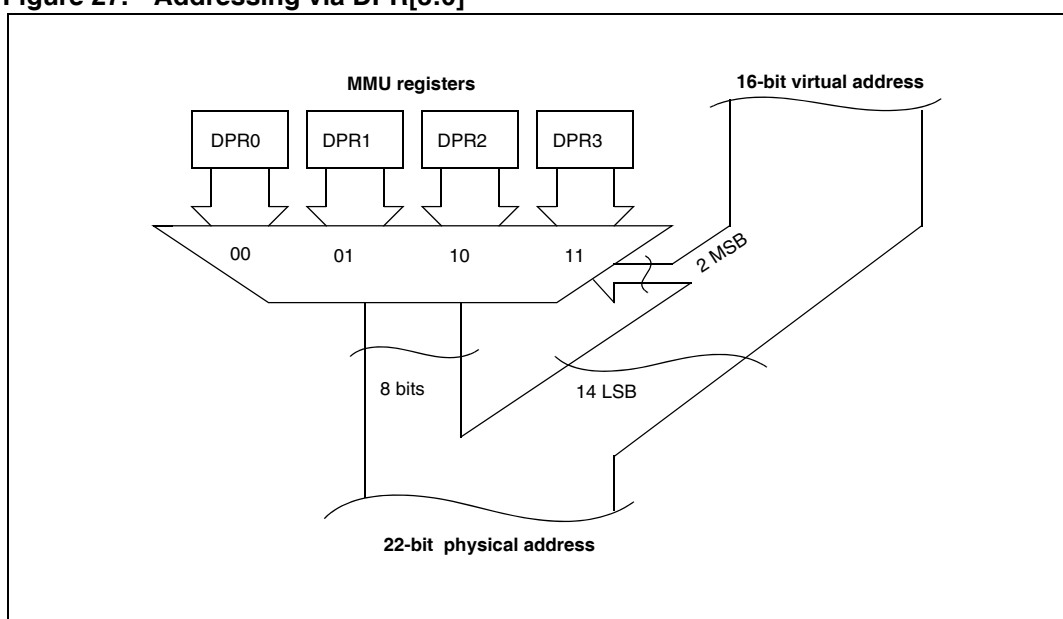 Figure 27. Addressing via DPR[3:0]
MMU registers
16-bit virtual address
DPR0 DPR1 DPR2 DPR3
00 01 10 11
2 MSB
8 bits
14 LSB
22-bit physical address